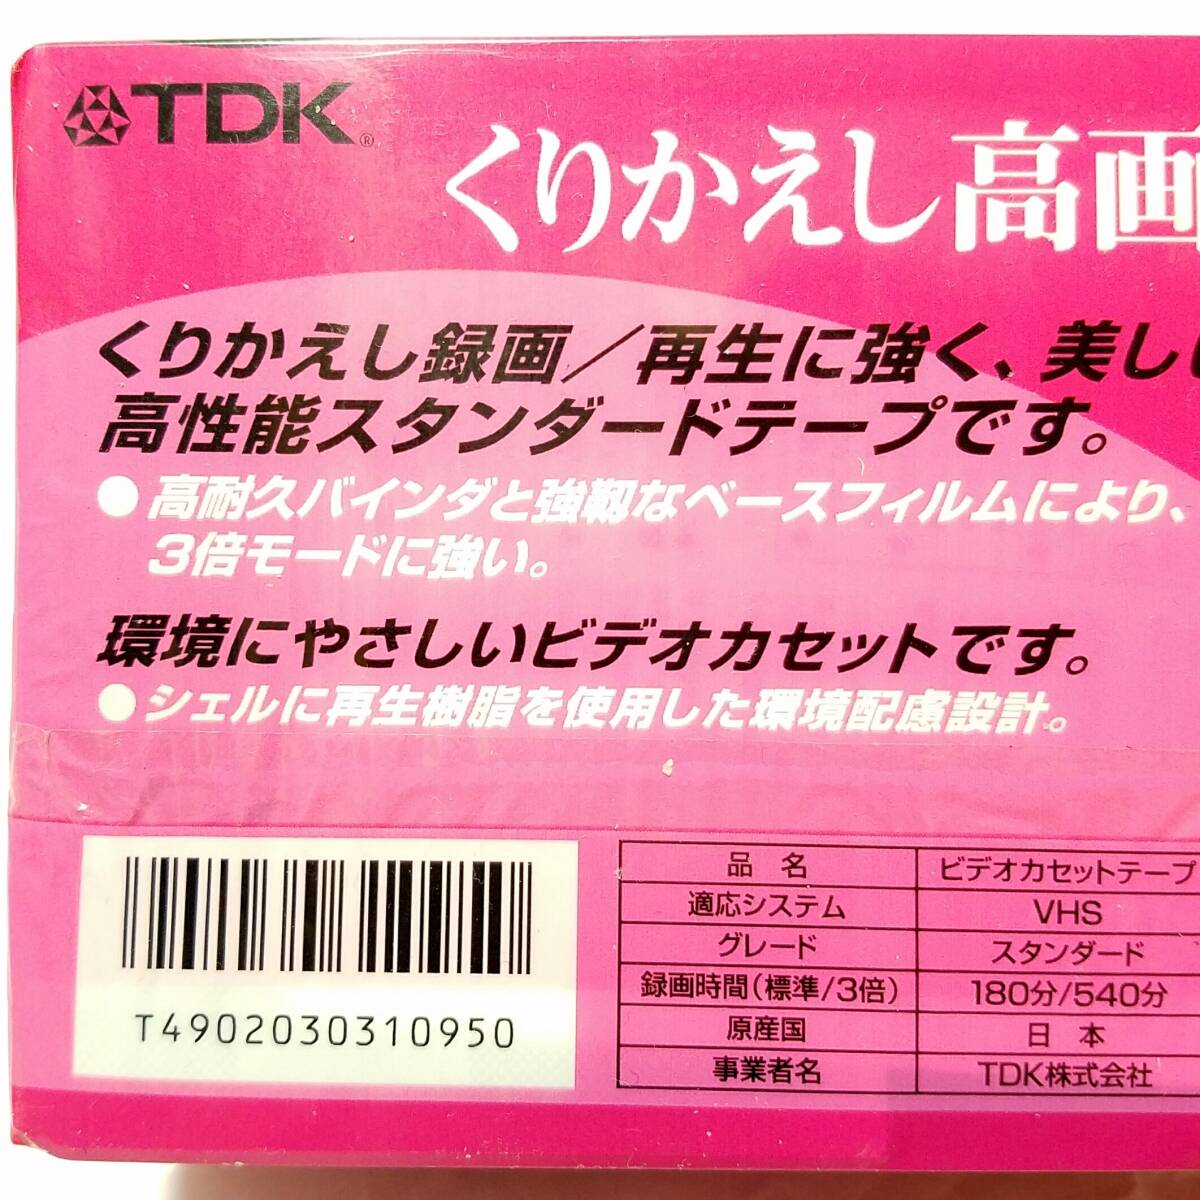 TDK®
くりかえし高画
くりかえし録画/再生に強く、美し
高性能スタンダードテープです。
●高耐久バインダと強靱なベースフィルムにより、
3倍モードに強い。
環境にやさしいビデオカセットです。
●シェルに再生樹脂を使用した環境配慮設計。
品 名 ビデオカセットテープ
適応システム VHS
グレード スタンダード
録画時間(標準/3倍) 180分/540分
原産国 日 本
事業者名 TDK株式会社
T4902030310950